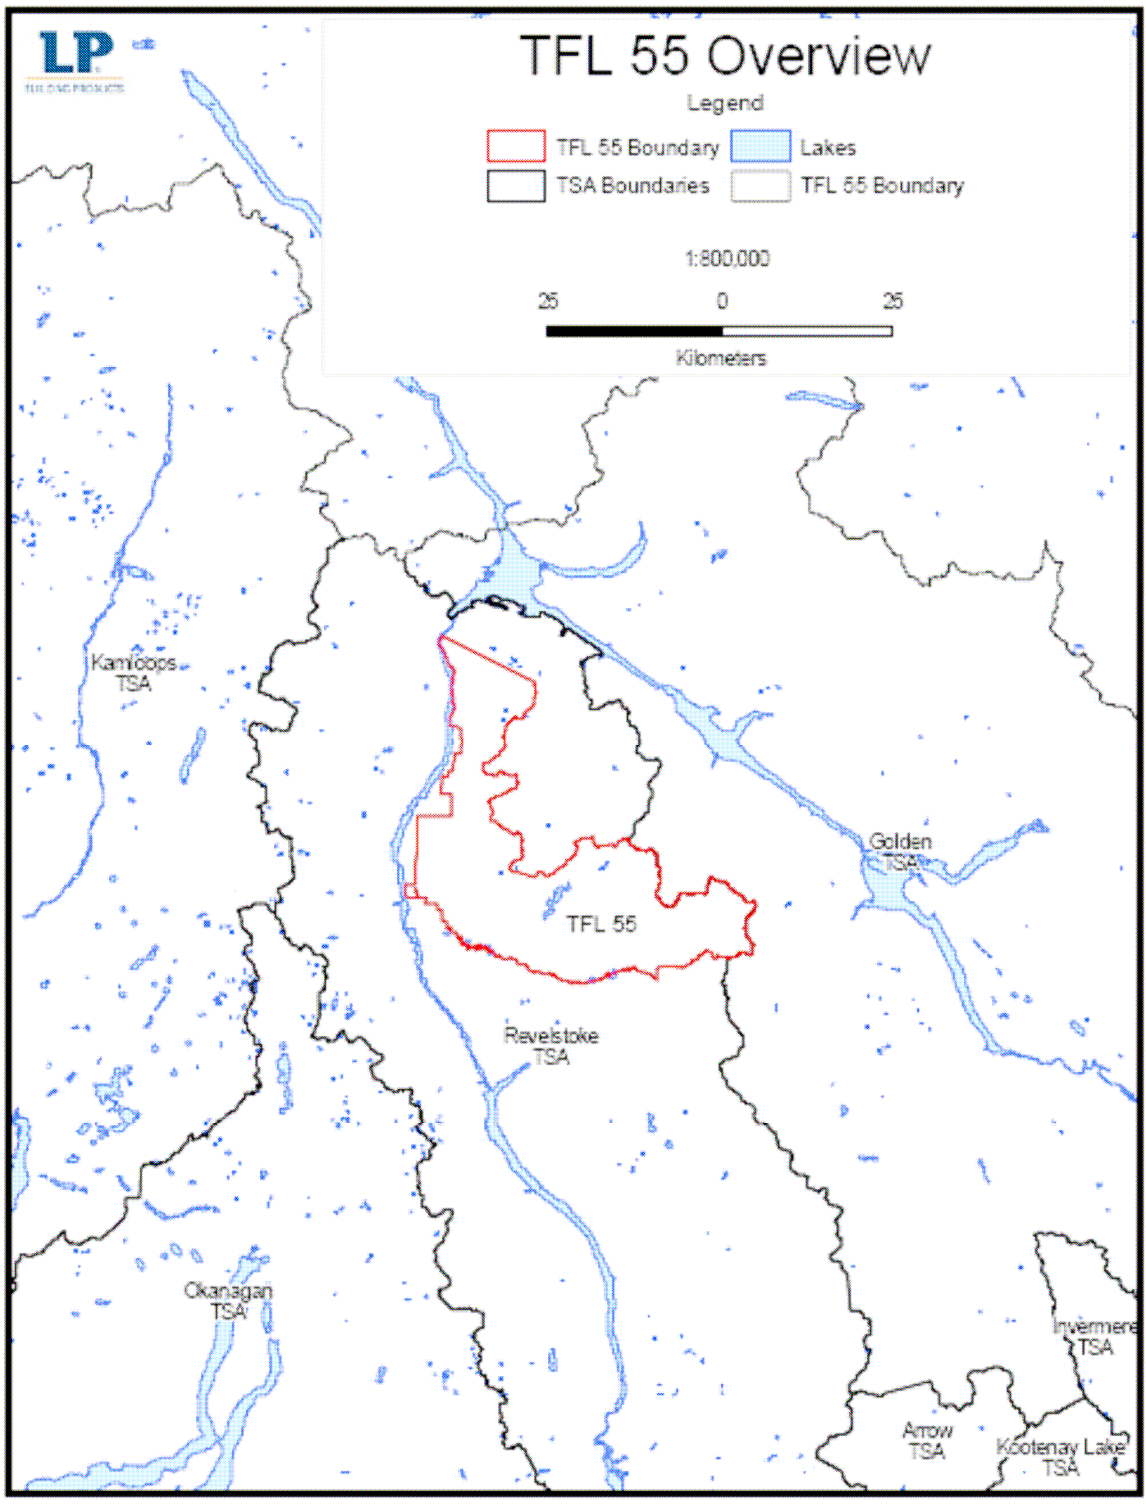 LP
BUILDING PRODUCTS
TFL 55 Overview
Legend
TFL 55 Boundary
Lakes
TSA Boundaries
TFL 55 Boundary
1:800,000
25 0 25
Kilometers
Kamloops
TSA
Golden
TSA
TFL 55
Revelstoke
TSA
Okanagan
TSA
Invermere
TSA
Arrow
TSA
Kootenay Lake
TSA